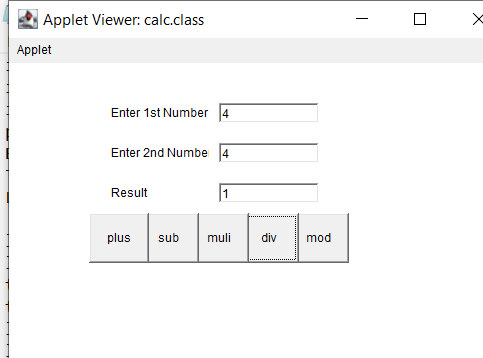 Applet Viewer: calc.class
Applet
Enter 1st Number 4
Enter 2nd Number 4
Result 1
plus sub muli div mod